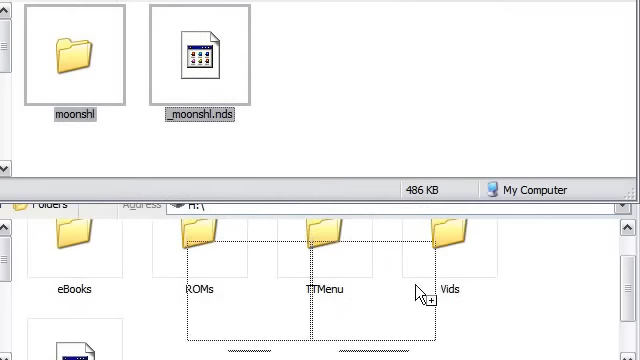 moonshl
_moonshl.nds
486 KB
My Computer
Folders
Address
H:\
eBooks
ROMs
TTMenu
Vids